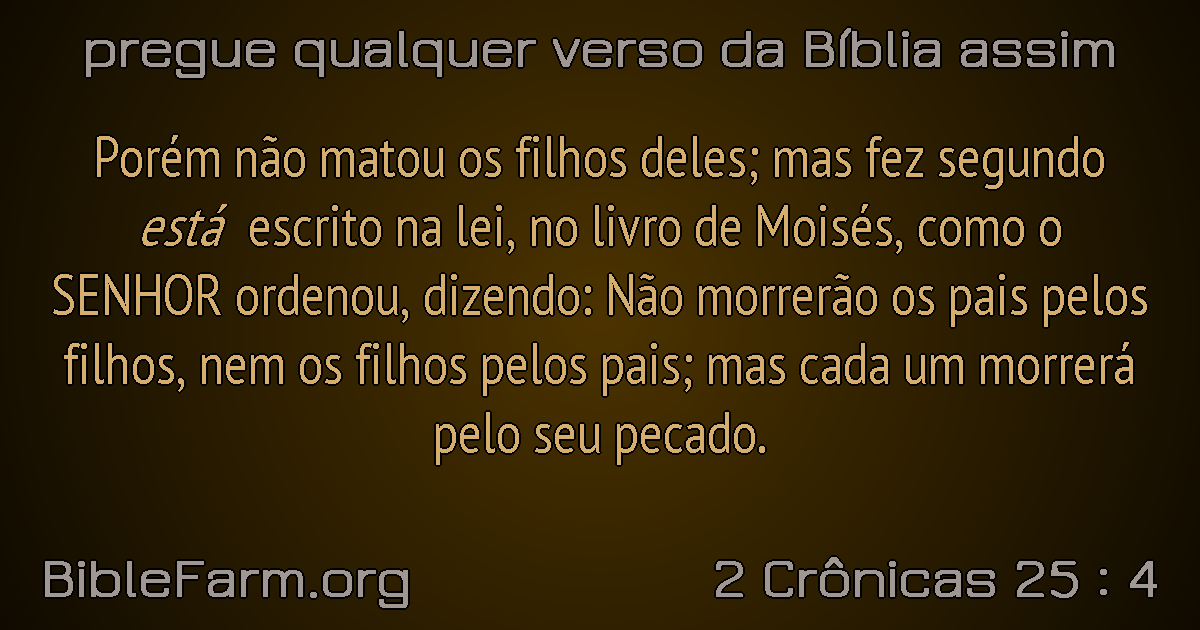 pregue qualquer verso da Bíblia assim
Porém não matou os filhos deles; mas fez segundo
está escrito na lei, no livro de Moisés, como o
SENHOR ordenou, dizendo: Não morrerão os pais pelos
filhos, nem os filhos pelos pais; mas cada um morrerá
pelo seu pecado.
BibleFarm.org
2 Crônicas 25 : 4